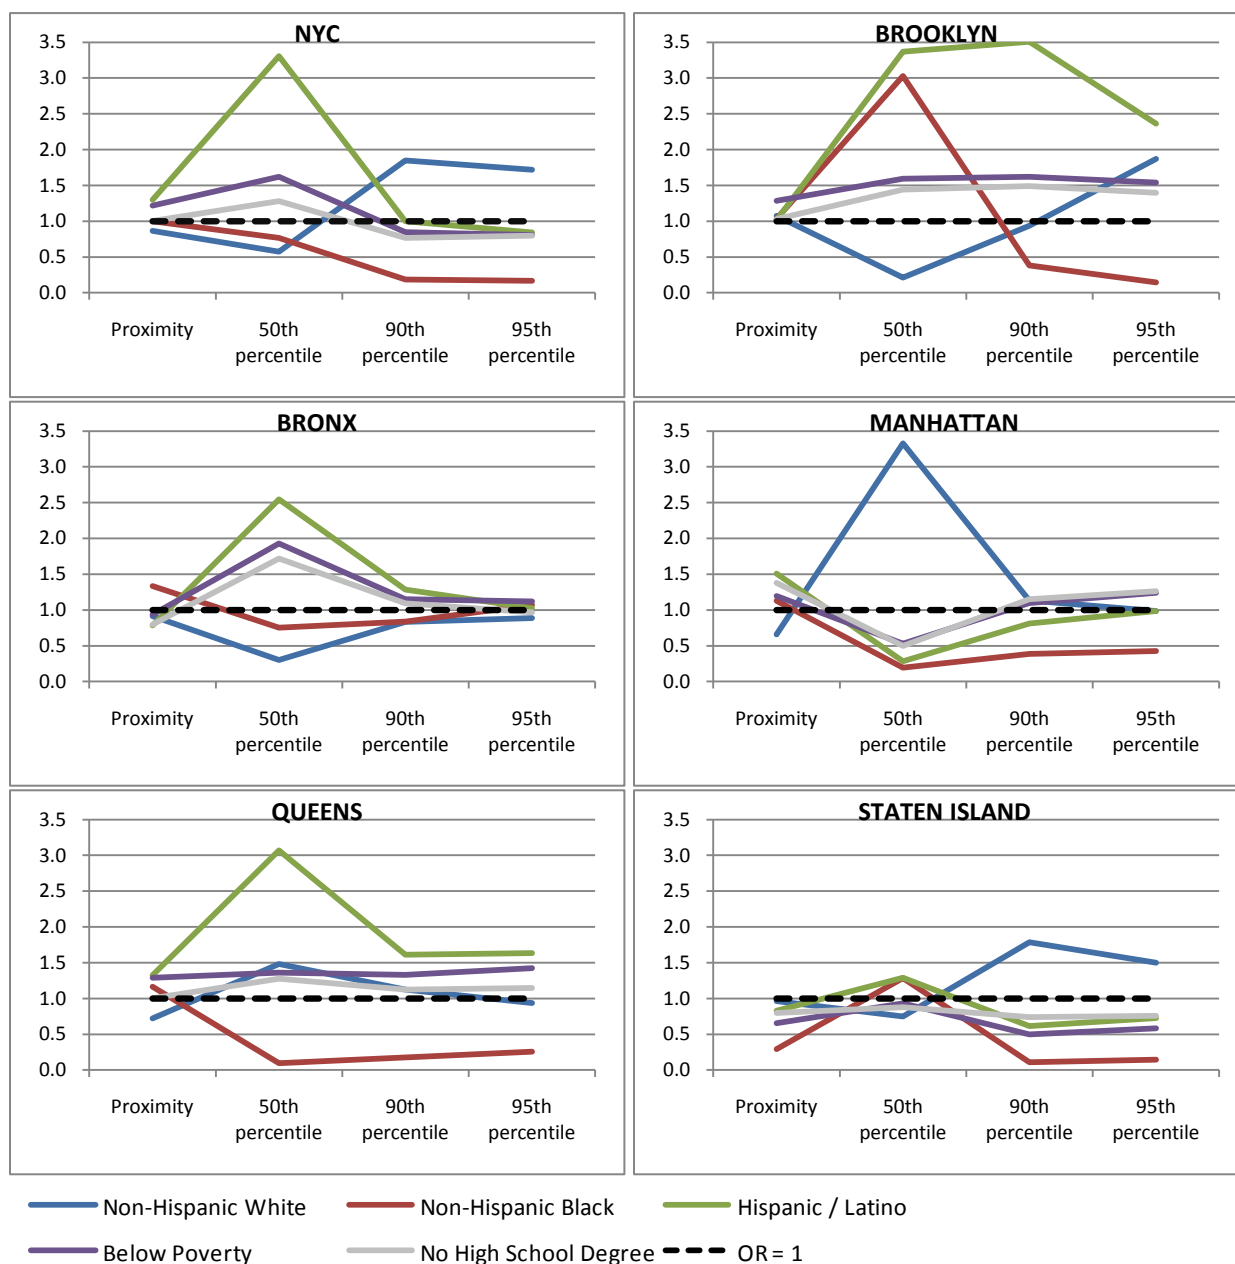 NYC
3.5
3.0
2.5
2.0
1.5
1.0
0.5
0.0
Proximity
50th percentile
90th percentile
95th percentile
BROOKLYN
3.5
3.0
2.5
2.0
1.5
1.0
0.5
0.0
Proximity
50th percentile
90th percentile
95th percentile
BRONX
3.5
3.0
2.5
2.0
1.5
1.0
0.5
0.0
Proximity
50th percentile
90th percentile
95th percentile
MANHATTAN
3.5
3.0
2.5
2.0
1.5
1.0
0.5
0.0
Proximity
50th percentile
90th percentile
95th percentile
QUEENS
3.5
3.0
2.5
2.0
1.5
1.0
0.5
0.0
Proximity
50th percentile
90th percentile
95th percentile
STATEN ISLAND
3.5
3.0
2.5
2.0
1.5
1.0
0.5
0.0
Proximity
50th percentile
90th percentile
95th percentile
Non-Hispanic White
Non-Hispanic Black
Hispanic / Latino
Below Poverty
No High School Degree
OR = 1